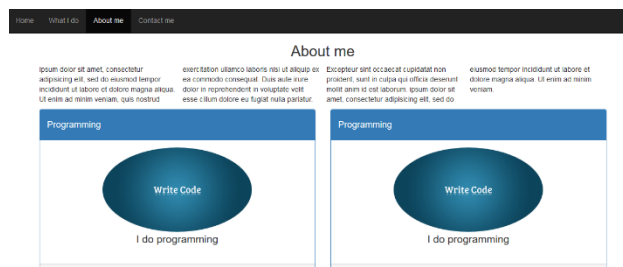 Home What I do About me Contact me
About me
ipsum dolor sit amet, consectetur
adipisicing elit, sed do eiusmod tempor
incididunt ut labore et dolore magna aliqua.
Ut enim ad minim veniam, quis nostrud
exercitation ullamco laboris nisi ut aliquip ex
ea commodo consequat. Duis aute irure
dolor in reprehenderit in voluptate velit
esse cillum dolore eu fugiat nulla pariatur.
Excepteur sint occaecat cupidatat non
proident, sunt in culpa qui officia deserunt
mollit anim id est laborum. ipsum dolor sit
amet, consectetur adipisicing elit, sed do
eiusmod tempor incididunt ut labore et
dolore magna aliqua. Ut enim ad minim
veniam.
Programming
Write Code
I do programming
Programming
Write Code
I do programming